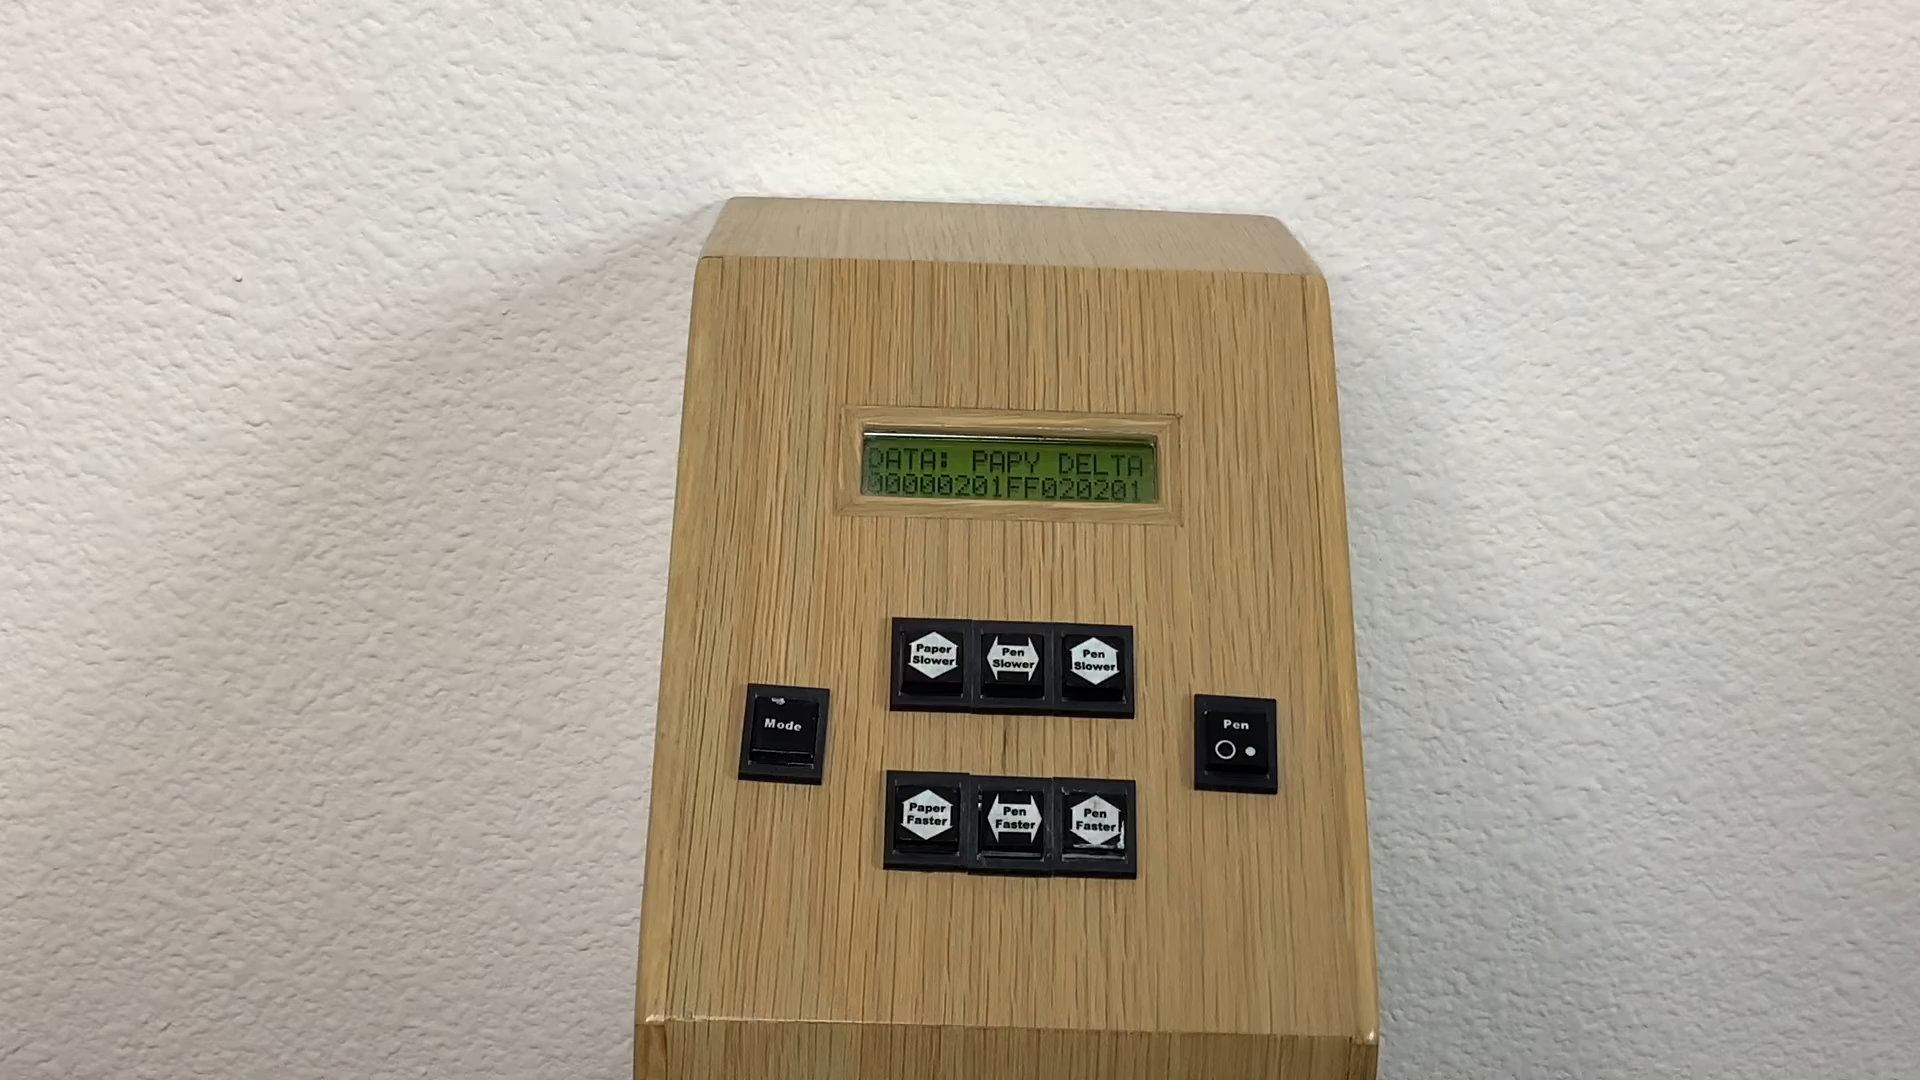 DATA: PAPY DELTA
00000201FF020201
Paper
Slower
Pen
Slower
Pen
Slower
Mode
Pen
Paper
Faster
Pen
Faster
Pen
Faster